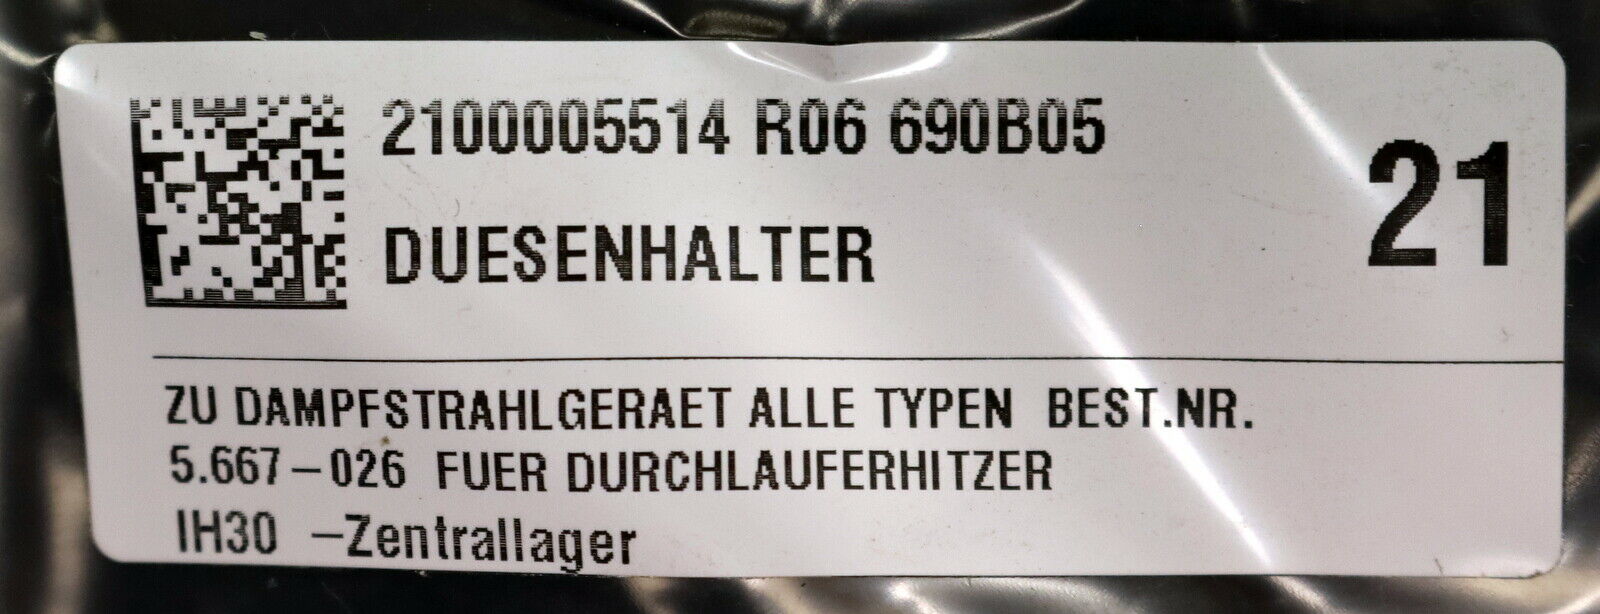 2100005514 R06 690B05
21
DUESENHALTER
ZU DAMPFSTRAHLGERAET ALLE TYPEN BEST.NR.
5.667-026 FUER DURCHLAUFERHITZER
IH30 -Zentrallager